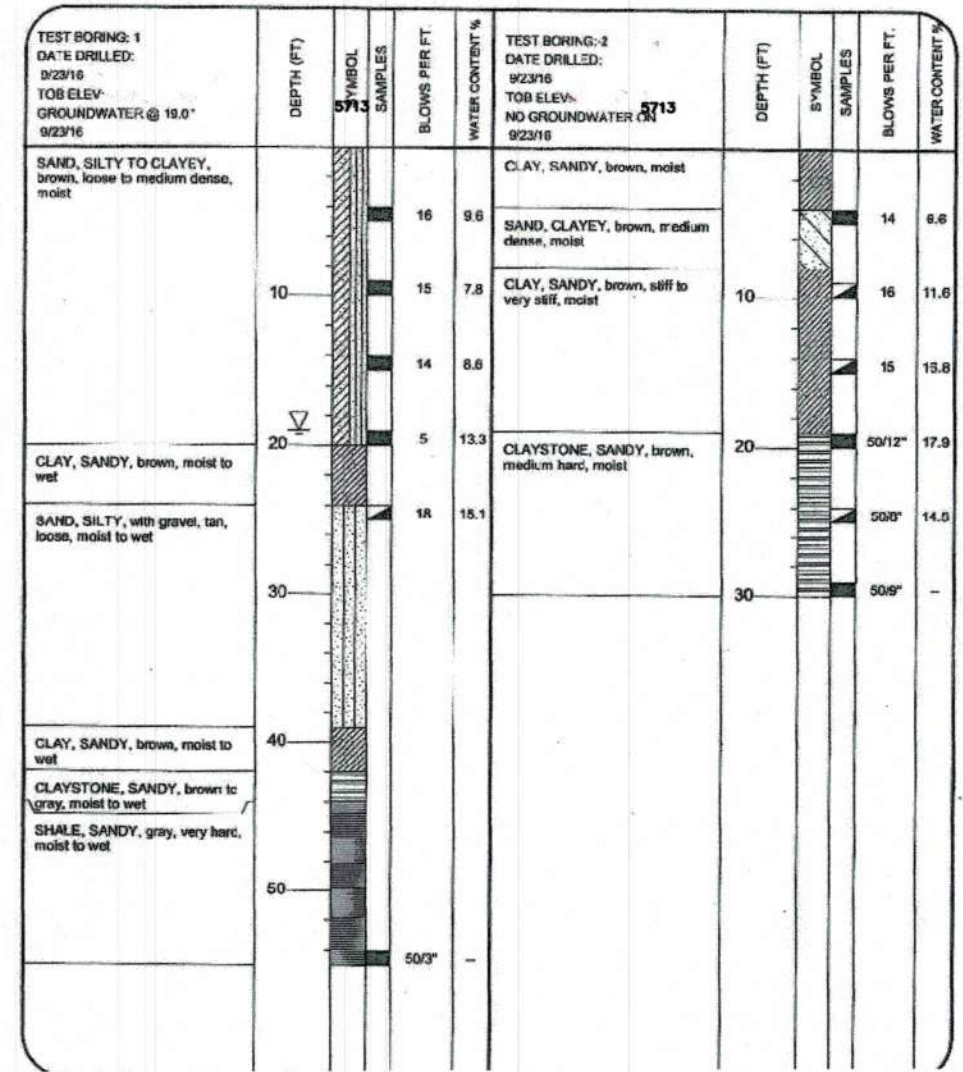 TEST BORING: 1
DATE DRILLED:
9/23/16
TOB ELEV
5713
GROUNDWATER @ 19.0'
9/23/16
DEPTH (FT)
SYMBOL
SAMPLES
BLOWS PER FT.
WATER CONTENT %
SAND, SILTY TO CLAYEY,
brown, loose to medium dense,
moist
16 9.6
10 15 7.8
14 8.6
20 5 13.3
CLAY, SANDY, brown, moist to
wet
SAND, SILTY, with gravel, tan,
loose, moist to wet
18 15.1
30
CLAY, SANDY, brown, moist to
wet
40
CLAYSTONE, SANDY, brown to
gray, moist to wet
SHALE, SANDY, gray, very hard,
moist to wet
50
50/3" --
TEST BORING: 2
DATE DRILLED:
9/23/16
TOB ELEV
5713
NO GROUNDWATER ON
9/23/16
DEPTH (FT)
SYMBOL
SAMPLES
BLOWS PER FT.
WATER CONTENT %
CLAY, SANDY, brown, moist
SAND, CLAYEY, brown, medium
dense, moist
14 6.6
CLAY, SANDY, brown, stiff to
very stiff, moist
10 16 11.6
15 15.8
CLAYSTONE, SANDY, brown,
medium hard, moist
20 50/12" 17.9
50/8"
30 50/9" --